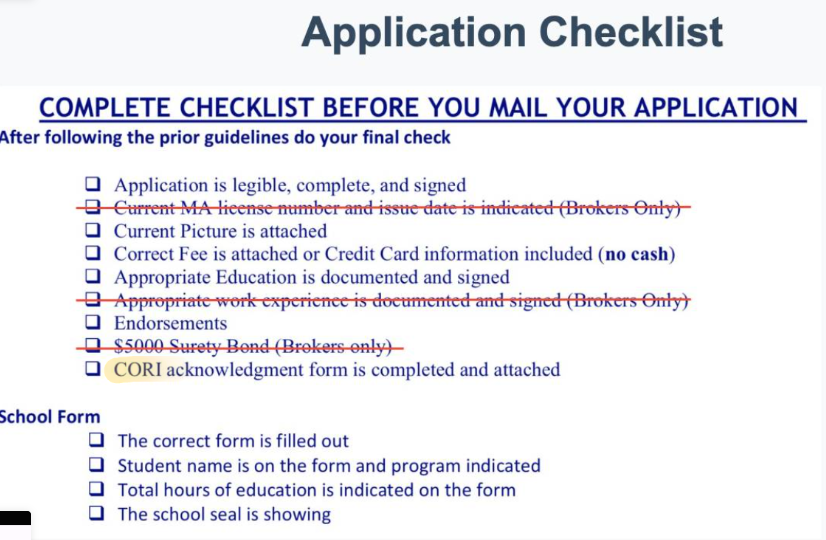 Application Checklist
COMPLETE CHECKLIST BEFORE YOU MAIL YOUR APPLICATION
After following the prior guidelines do your final check
❑ Application is legible, complete, and signed
❑ Current MA license number and issue date is indicated (Brokers Only)
❑ Current Picture is attached
❑ Correct Fee is attached or Credit Card information included (no cash)
❑ Appropriate Education is documented and signed
❑ Appropriate work experience is documented and signed (Brokers Only)
❑ Endorsements
❑ $5000 Surety Bond (Brokers only)
❑ CORI acknowledgment form is completed and attached
School Form
❑ The correct form is filled out
❑ Student name is on the form and program indicated
❑ Total hours of education is indicated on the form
❑ The school seal is showing